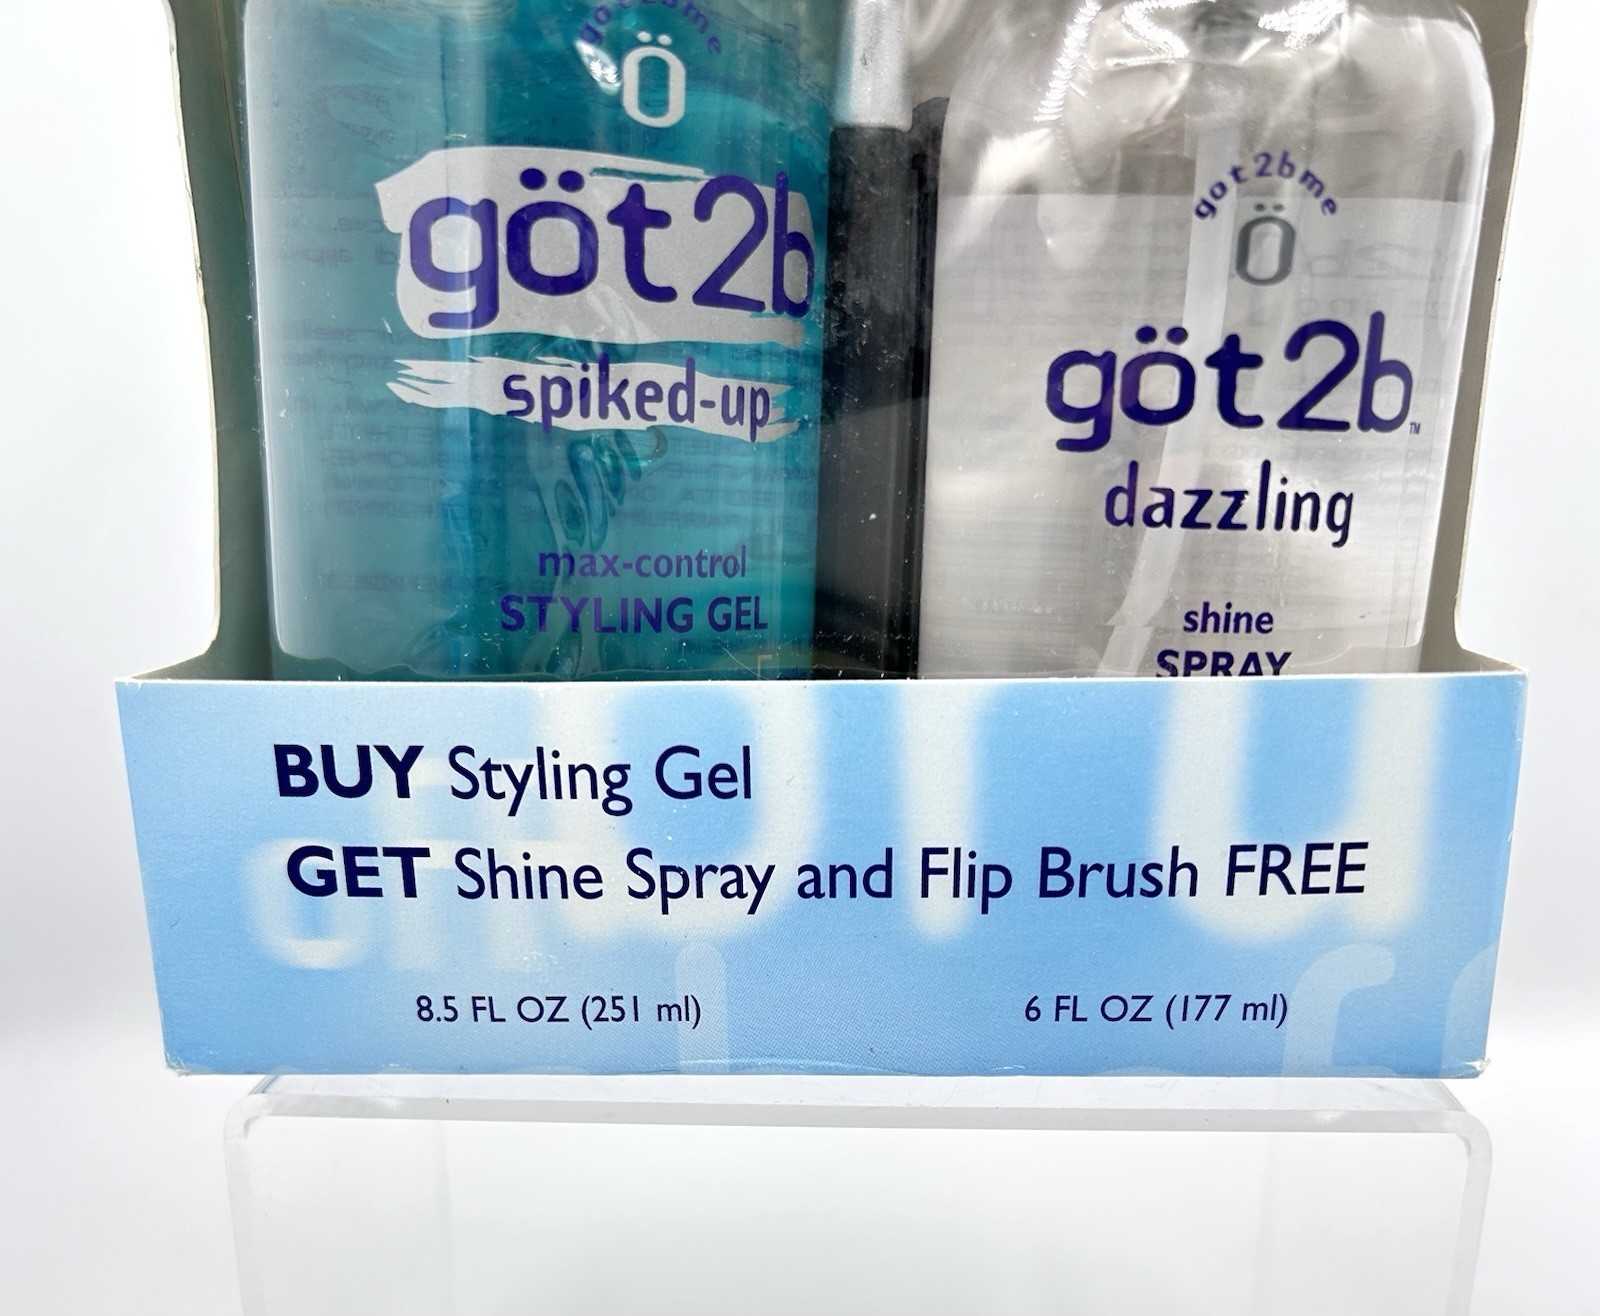 got2bme
Ö
göt2b
spiked-up
max-control
STYLING GEL
got2bme
Ö
göt2b™
dazzling
shine
SPRAY
BUY Styling Gel
GET Shine Spray and Flip Brush FREE
8.5 FL OZ (251 ml)
6 FL OZ (177 ml)